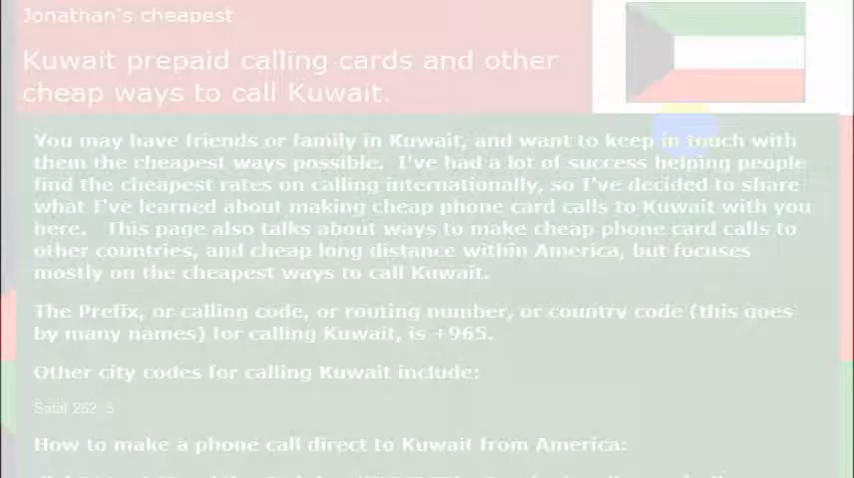 Jonathan's cheapest
Kuwait prepaid calling cards and other
cheap ways to call Kuwait.
You may have friends or family in Kuwait, and want to keep in touch with
them the cheapest ways possible. I've had a lot of success helping people
find the cheapest rates on calling internationally, so I've decided to share
what I've learned about making cheap phone card calls to Kuwait with you
here. This page also talks about ways to make cheap phone card calls to
other countries, and cheap long distance within America, but focuses
mostly on the cheapest ways to call Kuwait.
The Prefix, or calling code, or routing number, or country code (this goes
by many names) for calling Kuwait, is +965.
Other city codes for calling Kuwait include:
How to make a phone call direct to Kuwait from America: